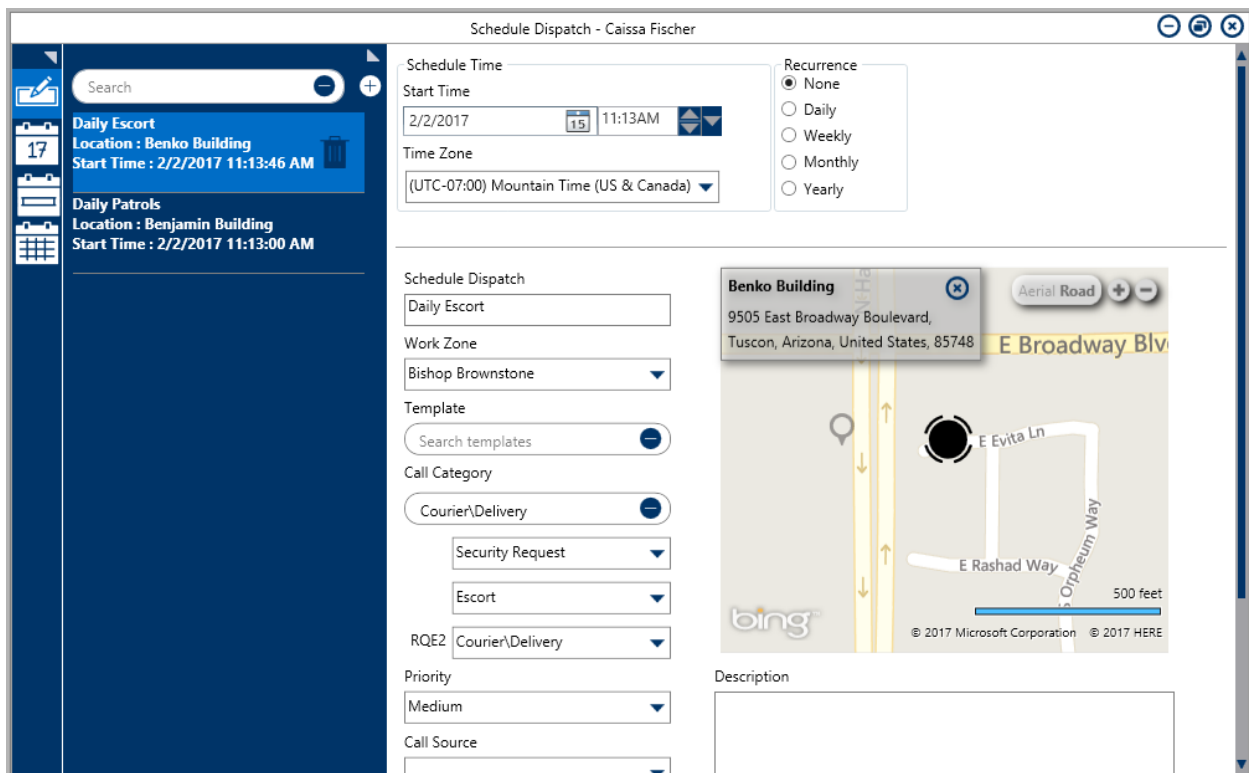 Schedule Dispatch - Caissa Fischer
Search
Daily Escort
Location : Benko Building
Start Time : 2/2/2017 11:13:46 AM
17
Daily Patrols
Location : Benjamin Building
Start Time : 2/2/2017 11:13:00 AM
Schedule Time
Start Time
2/2/2017
15
11:13AM
Time Zone
(UTC-07:00) Mountain Time (US & Canada)
Recurrence
None
Daily
Weekly
Monthly
Yearly
Schedule Dispatch
Daily Escort
Work Zone
Bishop Brownstone
Template
Search templates
Call Category
Courier\Delivery
Security Request
Escort
RQE2
Courier\Delivery
Priority
Medium
Call Source
Benko Building
9505 East Broadway Boulevard,
Tuscon, Arizona, United States, 85748
N Ha
Aerial Road
E Broadway Blv
E Evita Ln
S Orpheum Way
E Rashad Way
500 feet
bing
© 2017 Microsoft Corporation © 2017 HERE
Description